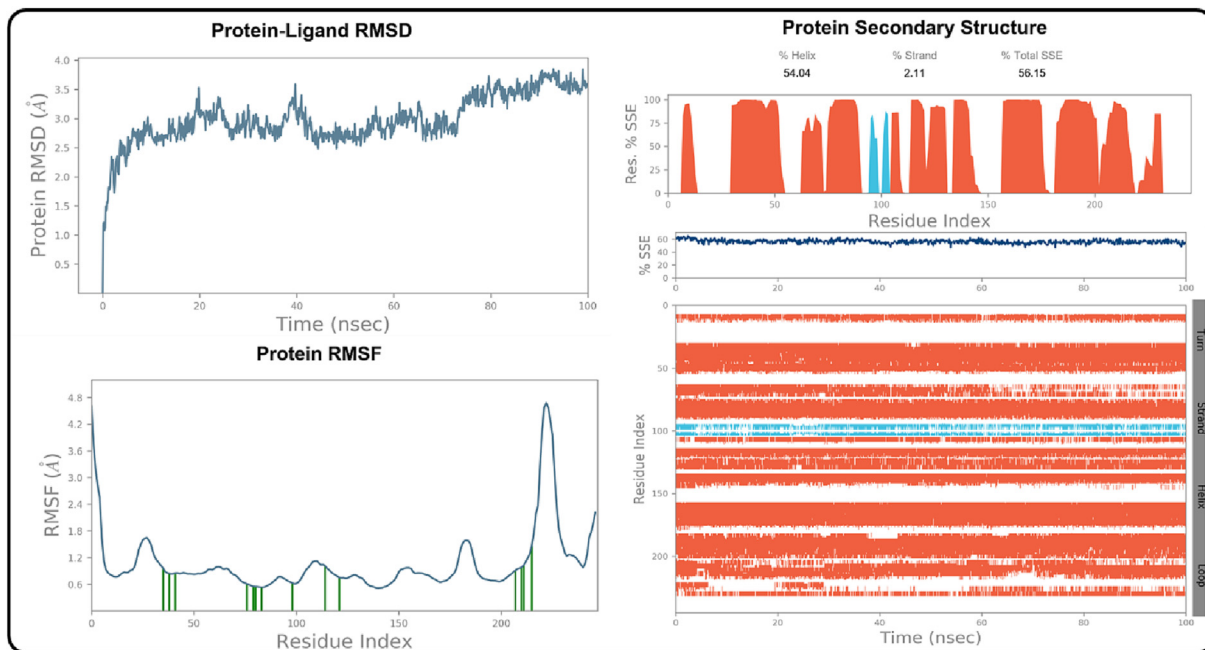 Protein-Ligand RMSD
4.0
3.5
3.0
2.5
2.0
1.5
1.0
0.5
Protein RMSD (Å)
0 20 40 60 80 100
Time (nsec)
Protein RMSF
4.8
4.2
3.6
3.0
2.4
1.8
1.2
0.6
RMSF (Å)
0 50 100 150 200
Residue Index
Protein Secondary Structure
% Helix % Strand % Total SSE
54.04 2.11 56.15
100
75
50
25
0
Res. % SSE
0 50 100 150 200
Residue Index
60
40
20
0
% SSE
0 20 40 60 80 100
0
50
100
150
200
Residue Index
0 20 40 60 80 100
Time (nsec)
Turn
Strand
Helix
Loop